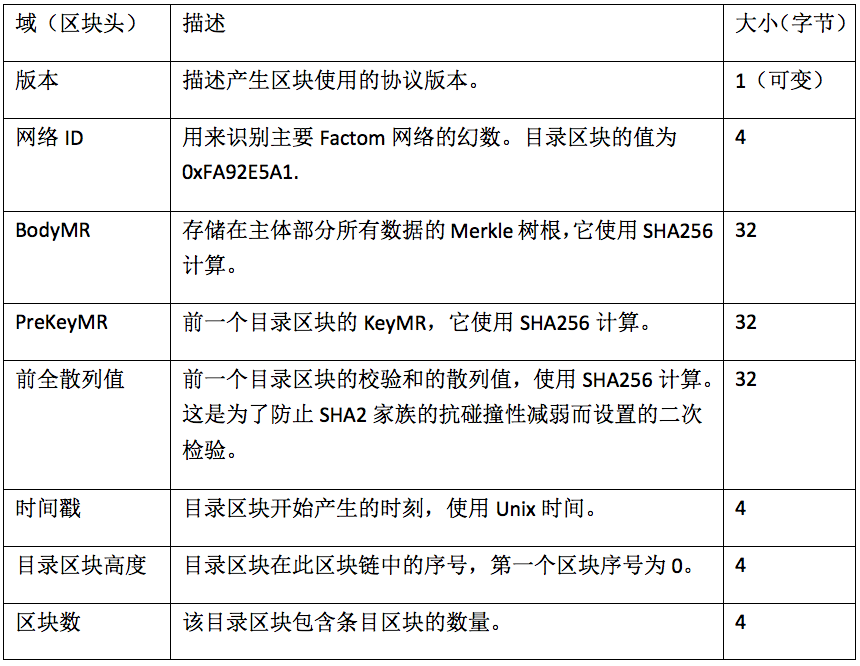 域（区块头） 描述 大小（字节）
版本 描述产生区块使用的协议版本。 1（可变）
网络 ID 用来识别主要 Factom 网络的幻数。目录区块的值为 4
0xFA92E5A1.
BodyMR 存储在主体部分所有数据的 Merkle 树根，它使用 SHA256 32
计算。
PreKeyMR 前一个目录区块的 KeyMR，它使用 SHA256 计算。 32
前全散列值 前一个目录区块的校验和的散列值，使用 SHA256 计算。 32
这是为了防止 SHA2 家族的抗碰撞性减弱而设置的二次
检验。
时间戳 目录区块开始产生的时刻，使用 Unix 时间。 4
目录区块高度 目录区块在此区块链中的序号，第一个区块序号为 0。 4
区块数 该目录区块包含条目区块的数量。 4